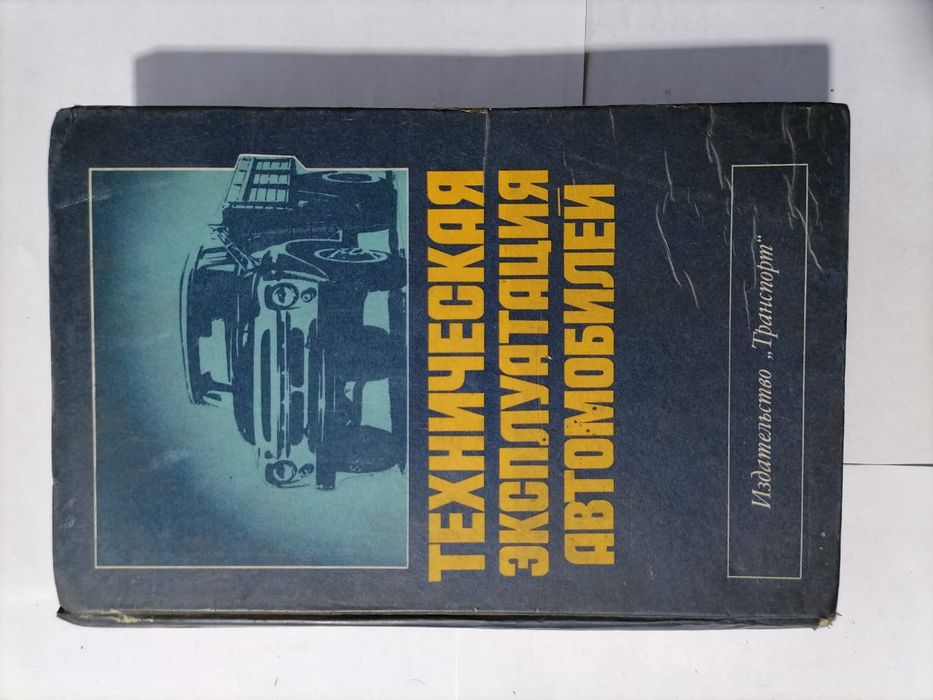 ТЕХНИЧЕСКАЯ
ЭКСПЛУАТАЦИЯ
АВТОМОБИЛЕЙ
Издательство „Транспорт“